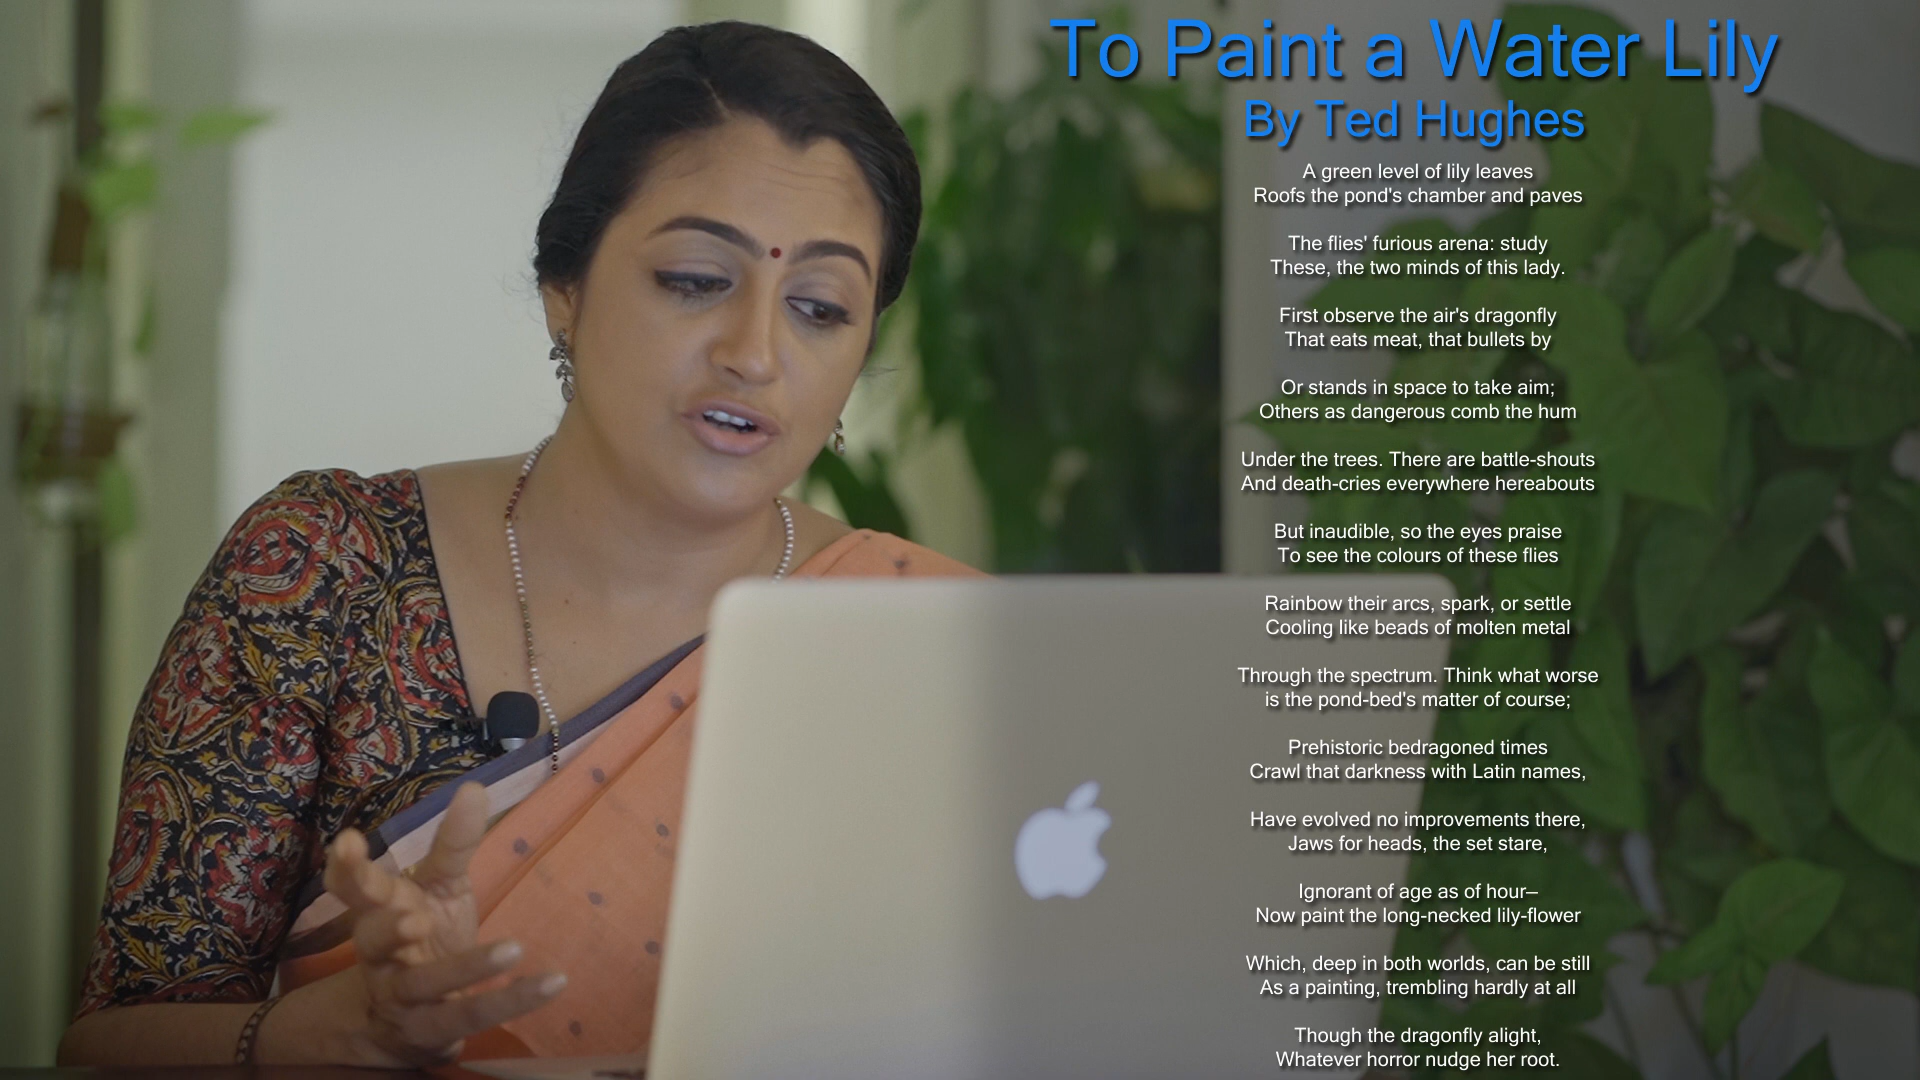 To Paint a Water Lily
By Ted Hughes
A green level of lily leaves
Roofs the pond's chamber and paves
The flies' furious arena: study
These, the two minds of this lady.
First observe the air's dragonfly
That eats meat, that bullets by
Or stands in space to take aim;
Others as dangerous comb the hum
Under the trees. There are battle-shouts
And death-cries everywhere hereabouts
But inaudible, so the eyes praise
To see the colours of these flies
Rainbow their arcs, spark, or settle
Cooling like beads of molten metal
Through the spectrum. Think what worse
is the pond-bed's matter of course;
Prehistoric bedragoned times
Crawl that darkness with Latin names,
Have evolved no improvements there,
Jaws for heads, the set stare,
Ignorant of age as of hour—
Now paint the long-necked lily-flower
Which, deep in both worlds, can be still
As a painting, trembling hardly at all
Though the dragonfly alight,
Whatever horror nudge her root.